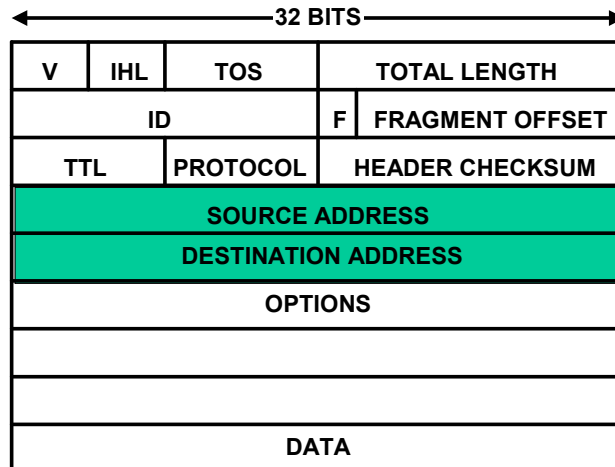 32 BITS
V IHL TOS TOTAL LENGTH
ID F FRAGMENT OFFSET
TTL PROTOCOL HEADER CHECKSUM
SOURCE ADDRESS
DESTINATION ADDRESS
OPTIONS
DATA